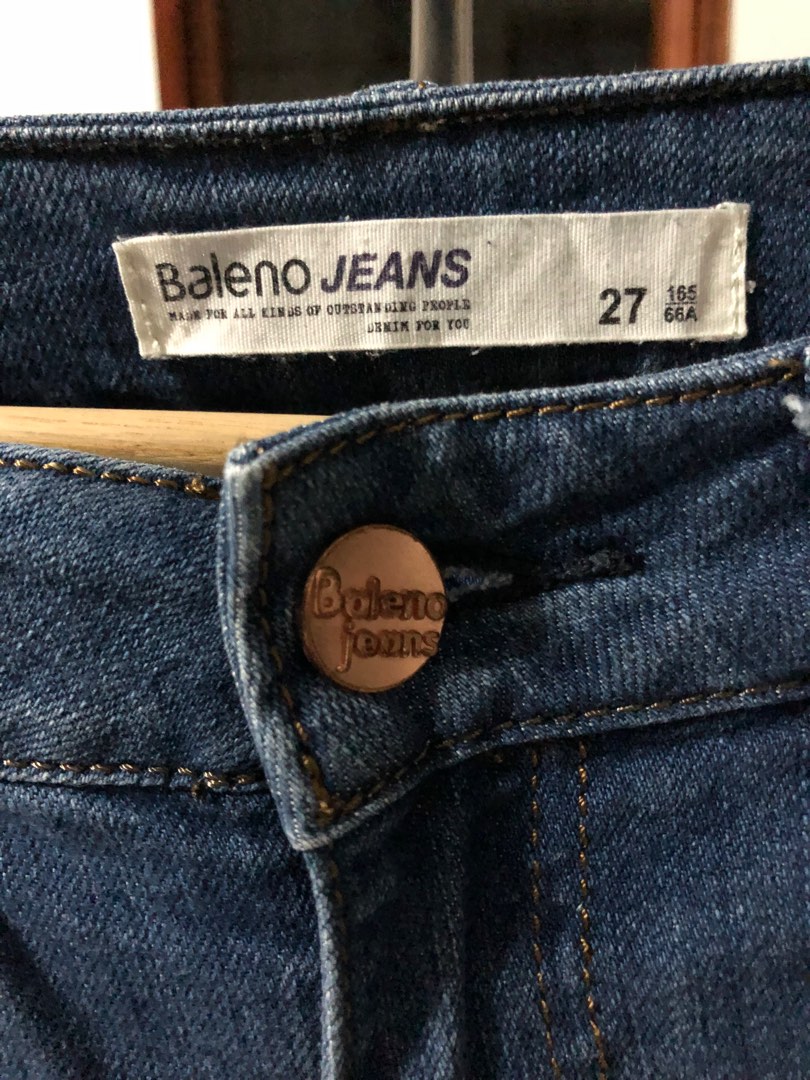 Baleno JEANS
MADE FOR ALL KINDS OF OUTSTANDING PEOPLE
DENIM FOR YOU
27 165
66A
Baleno
jeans